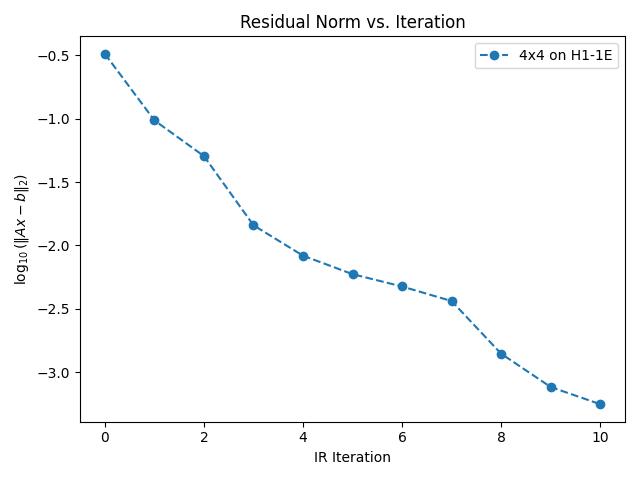 Residual Norm vs. Iteration
4x4 on H1-1E
log₁₀(‖Ax − b‖₂)
−0.5
−1.0
−1.5
−2.0
−2.5
−3.0
0 2 4 6 8 10
IR Iteration